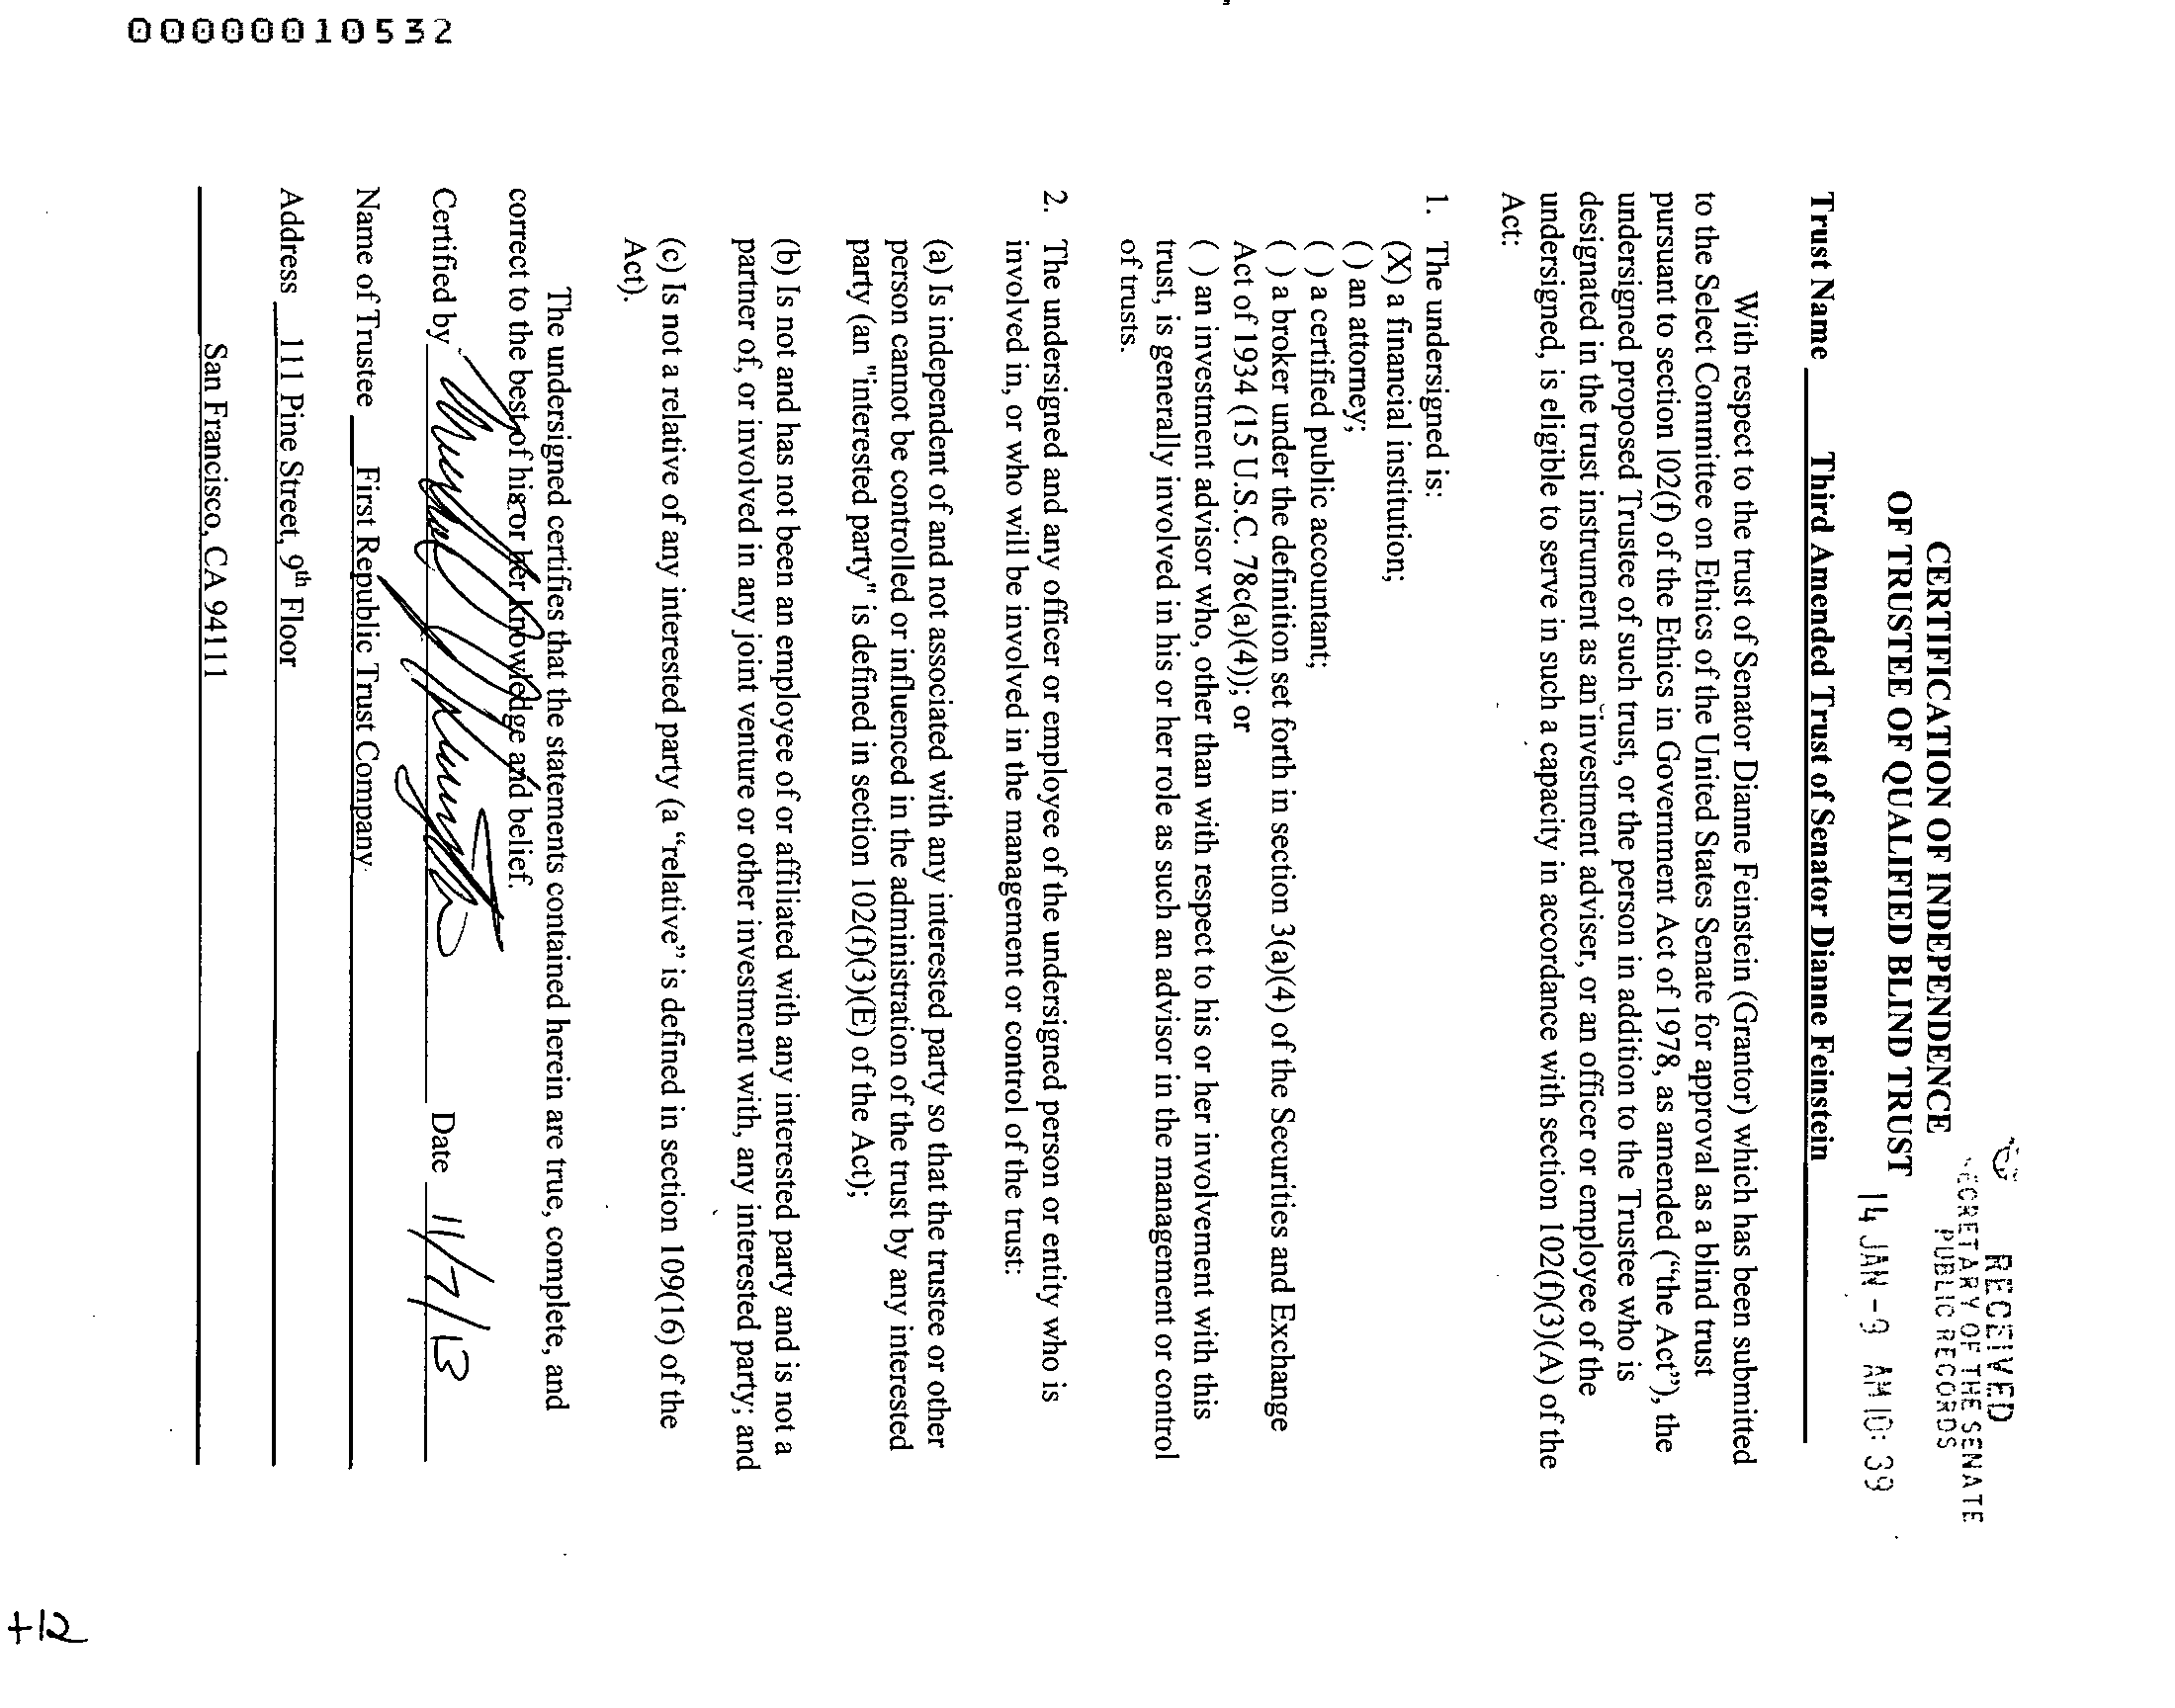 00000010532
RECEIVED
SECRETARY OF THE SENATE
PUBLIC RECORDS
14 JAN -9 AM 10: 39
CERTIFICATION OF INDEPENDENCE
OF TRUSTEE OF QUALIFIED BLIND TRUST
Trust Name Third Amended Trust of Senator Dianne Feinstein
With respect to the trust of Senator Dianne Feinstein (Grantor) which has been submitted
to the Select Committee on Ethics of the United States Senate for approval as a blind trust
pursuant to section 102(f) of the Ethics in Government Act of 1978, as amended (“the Act”), the
undersigned proposed Trustee of such trust, or the person in addition to the Trustee who is
designated in the trust instrument as an investment adviser, or an officer or employee of the
undersigned, is eligible to serve in such a capacity in accordance with section 102(f)(3)(A) of the
Act:
1. The undersigned is:
(X) a financial institution;
( ) an attorney;
( ) a certified public accountant;
( ) a broker under the definition set forth in section 3(a)(4) of the Securities and Exchange
Act of 1934 (15 U.S.C. 78c(a)(4)); or
( ) an investment advisor who, other than with respect to his or her involvement with this
trust, is generally involved in his or her role as such an advisor in the management or control
of trusts.
2. The undersigned and any officer or employee of the undersigned person or entity who is
involved in, or who will be involved in the management or control of the trust:
(a) Is independent of and not associated with any interested party so that the trustee or other
person cannot be controlled or influenced in the administration of the trust by any interested
party (an "interested party" is defined in section 102(f)(3)(E) of the Act);
(b) Is not and has not been an employee of or affiliated with any interested party and is not a
partner of, or involved in any joint venture or other investment with, any interested party; and
(c) Is not a relative of any interested party (a “relative” is defined in section 109(16) of the
Act).
The undersigned certifies that the statements contained herein are true, complete, and
correct to the best of his or her knowledge and belief.
Certified by Date 11/7/13
Name of Trustee First Republic Trust Company
Address 111 Pine Street, 9th Floor
San Francisco, CA 94111
+12